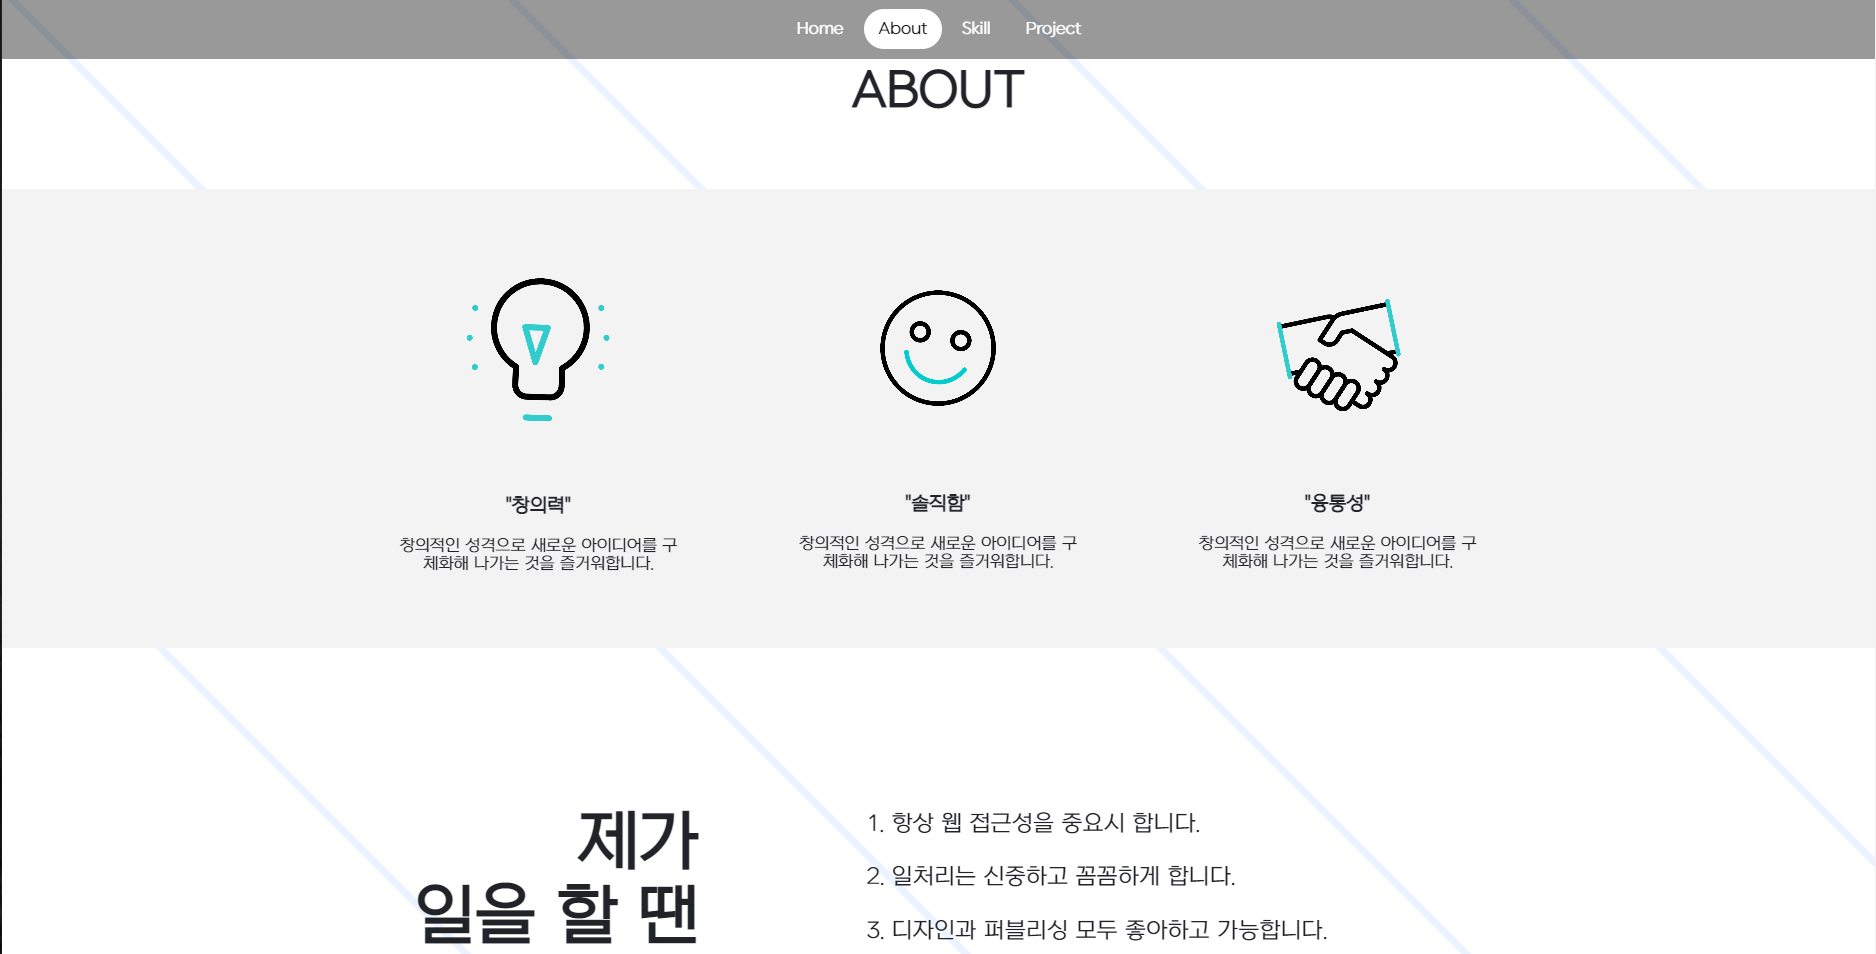 Home About Skill Project
ABOUT
"창의력"
창의적인 성격으로 새로운 아이디어를 구
체화해 나가는 것을 즐거워합니다.
"솔직함"
창의적인 성격으로 새로운 아이디어를 구
체화해 나가는 것을 즐거워합니다.
"융통성"
창의적인 성격으로 새로운 아이디어를 구
체화해 나가는 것을 즐거워합니다.
제가
일을 할 땐
1. 항상 웹 접근성을 중요시 합니다.
2. 일처리는 신중하고 꼼꼼하게 합니다.
3. 디자인과 퍼블리싱 모두 좋아하고 가능합니다.